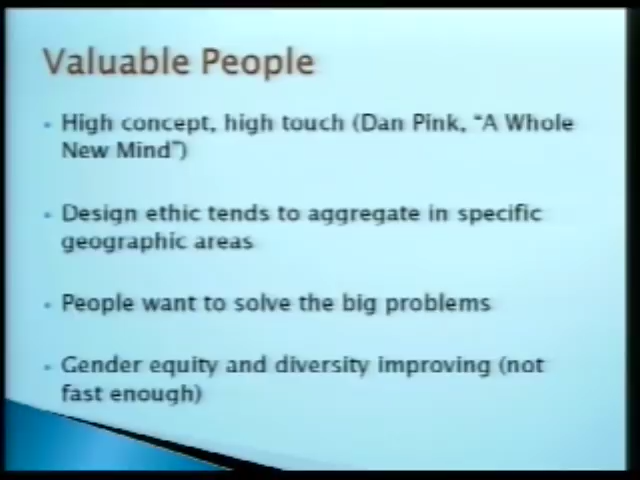 Valuable People
High concept, high touch (Dan Pink, “A Whole
New Mind”)
Design ethic tends to aggregate in specific
geographic areas
People want to solve the big problems
Gender equity and diversity improving (not
fast enough)